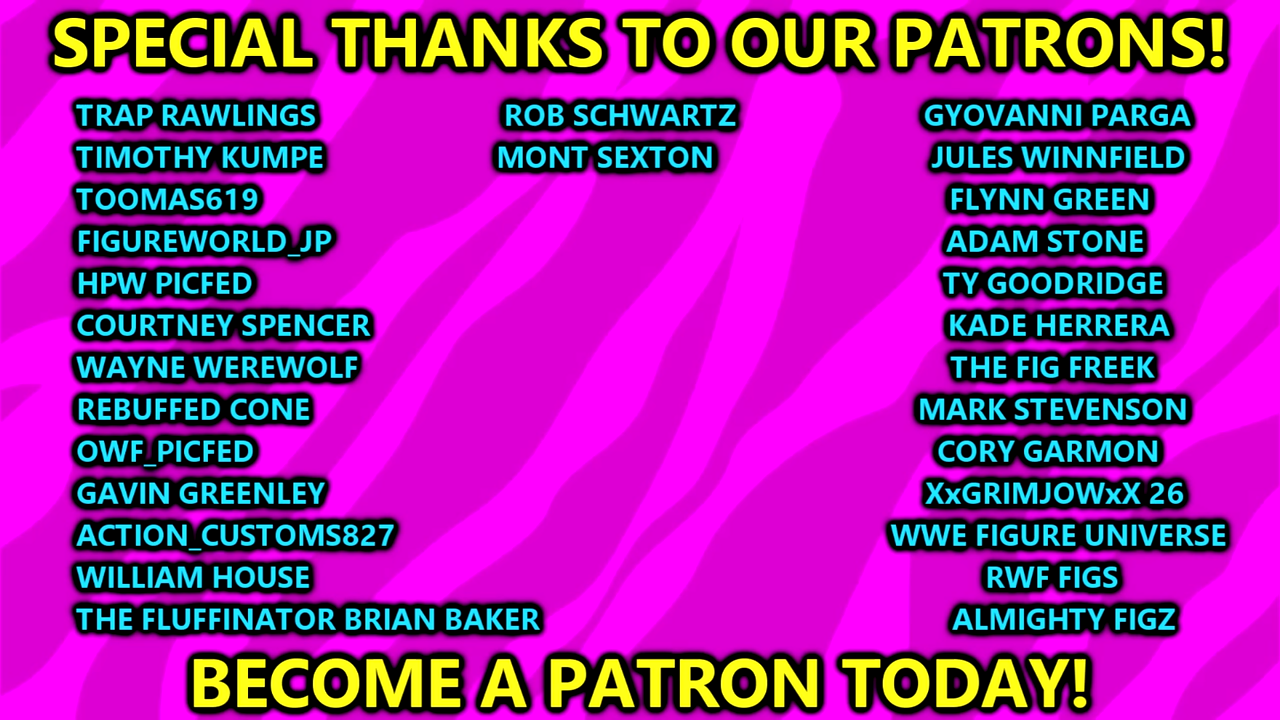 SPECIAL THANKS TO OUR PATRONS!
TRAP RAWLINGS
TIMOTHY KUMPE
TOOMAS619
FIGUREWORLD_JP
HPW PICFED
COURTNEY SPENCER
WAYNE WEREWOLF
REBUFFED CONE
OWF_PICFED
GAVIN GREENLEY
ACTION_CUSTOMS827
WILLIAM HOUSE
THE FLUFFINATOR BRIAN BAKER
ROB SCHWARTZ
MONT SEXTON
GYOVANNI PARGA
JULES WINNFIELD
FLYNN GREEN
ADAM STONE
TY GOODRIDGE
KADE HERRERA
THE FIG FREEK
MARK STEVENSON
CORY GARMON
XxGRIMJOWxX 26
WWE FIGURE UNIVERSE
RWF FIGS
ALMIGHTY FIGZ
BECOME A PATRON TODAY!